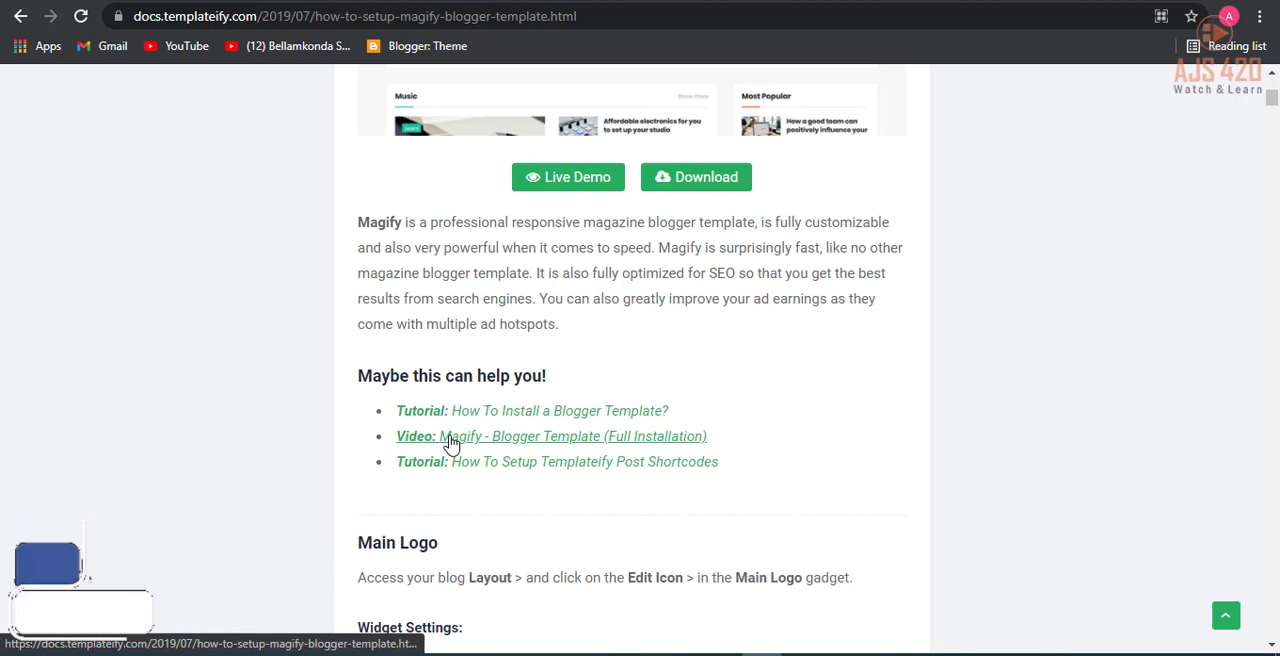 docs.templateify.com/2019/07/how-to-setup-magify-blogger-template.html
A
Apps
Gmail
YouTube
(12) Bellamkonda S...
Blogger: Theme
Reading list
AJS 420
Watch & Learn
Music
Show more
Most Popular
Learn
Affordable electronics for you
to set up your studio
How a good team can
positively influence your
Live Demo
Download
Magify is a professional responsive magazine blogger template, is fully customizable
and also very powerful when it comes to speed. Magify is surprisingly fast, like no other
magazine blogger template. It is also fully optimized for SEO so that you get the best
results from search engines. You can also greatly improve your ad earnings as they
come with multiple ad hotspots.
Maybe this can help you!
• Tutorial: How To Install a Blogger Template?
• Video: Magify - Blogger Template (Full Installation)
• Tutorial: How To Setup Templateify Post Shortcodes
Main Logo
Access your blog Layout > and click on the Edit Icon > in the Main Logo gadget.
Widget Settings:
https://docs.templateify.com/2019/07/how-to-setup-magify-blogger-template.ht...